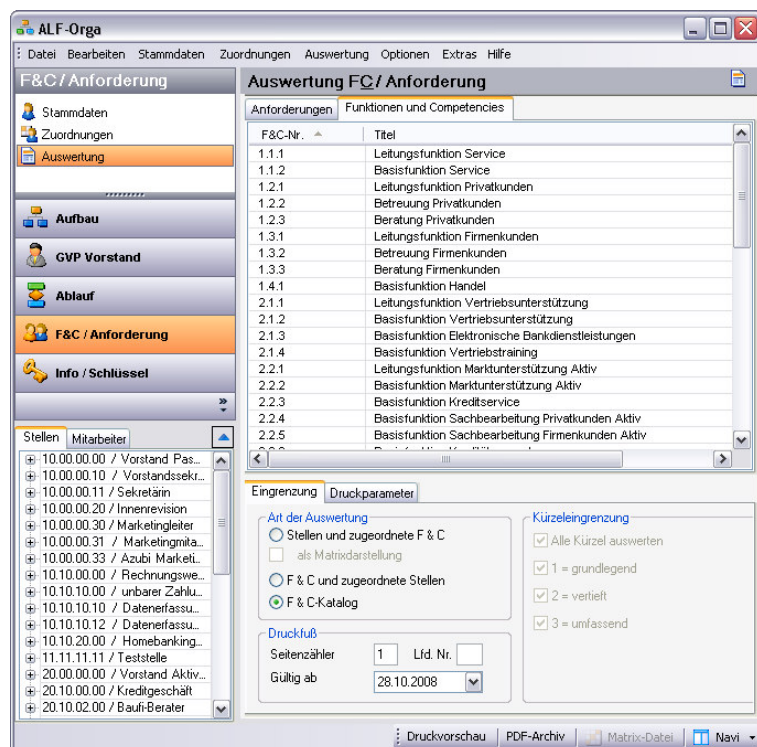 ALF-Orga
Datei Bearbeiten Stammdaten Zuordnungen Auswertung Optionen Extras Hilfe
F&C / Anforderung
Stammdaten
Zuordnungen
Auswertung
Aufbau
GVP Vorstand
Ablauf
F&C / Anforderung
Info / Schlüssel
»
Stellen Mitarbeiter
10.00.00.00 / Vorstand Pas...
10.00.00.10 / Vorstandssekr...
10.00.00.11 / Sekretärin
10.00.00.20 / Innenrevision
10.00.00.30 / Marketingleiter
10.00.00.31 / Marketingmita...
10.00.00.33 / Azubi Marketi...
10.10.00.00 / Rechnungswe...
10.10.10.00 / unbarer Zahlu...
10.10.10.10 / Datenerfassu...
10.10.10.12 / Datenerfassu...
10.10.20.00 / Homebanking...
11.11.11.11 / Teststelle
20.00.00.00 / Vorstand Aktiv...
20.10.00.00 / Kreditgeschäft
20.10.02.00 / Baufi-Berater
Auswertung FC / Anforderung
Anforderungen Funktionen und Competencies
F&C-Nr. Titel
1.1.1 Leitungsfunktion Service
1.1.2 Basisfunktion Service
1.2.1 Leitungsfunktion Privatkunden
1.2.2 Betreuung Privatkunden
1.2.3 Beratung Privatkunden
1.3.1 Leitungsfunktion Firmenkunden
1.3.2 Betreuung Firmenkunden
1.3.3 Beratung Firmenkunden
1.4.1 Basisfunktion Handel
2.1.1 Leitungsfunktion Vertriebsunterstützung
2.1.2 Basisfunktion Vertriebsunterstützung
2.1.3 Basisfunktion Elektronische Bankdienstleistungen
2.1.4 Basisfunktion Vertriebstraining
2.2.1 Leitungsfunktion Marktunterstützung Aktiv
2.2.2 Basisfunktion Marktunterstützung Aktiv
2.2.3 Basisfunktion Kreditservice
2.2.4 Basisfunktion Sachbearbeitung Privatkunden Aktiv
2.2.5 Basisfunktion Sachbearbeitung Firmenkunden Aktiv
Eingrenzung Druckparameter
Art der Auswertung
Stellen und zugeordnete F & C
als Matrixdarstellung
F & C und zugeordnete Stellen
F & C-Katalog
Druckfuß
Seitenzähler 1 Lfd. Nr.
Gültig ab 28.10.2008
Kürzeleingrenzung
Alle Kürzel auswerten
1 = grundlegend
2 = vertieft
3 = umfassend
Druckvorschau PDF-Archiv Matrix-Datei Navi